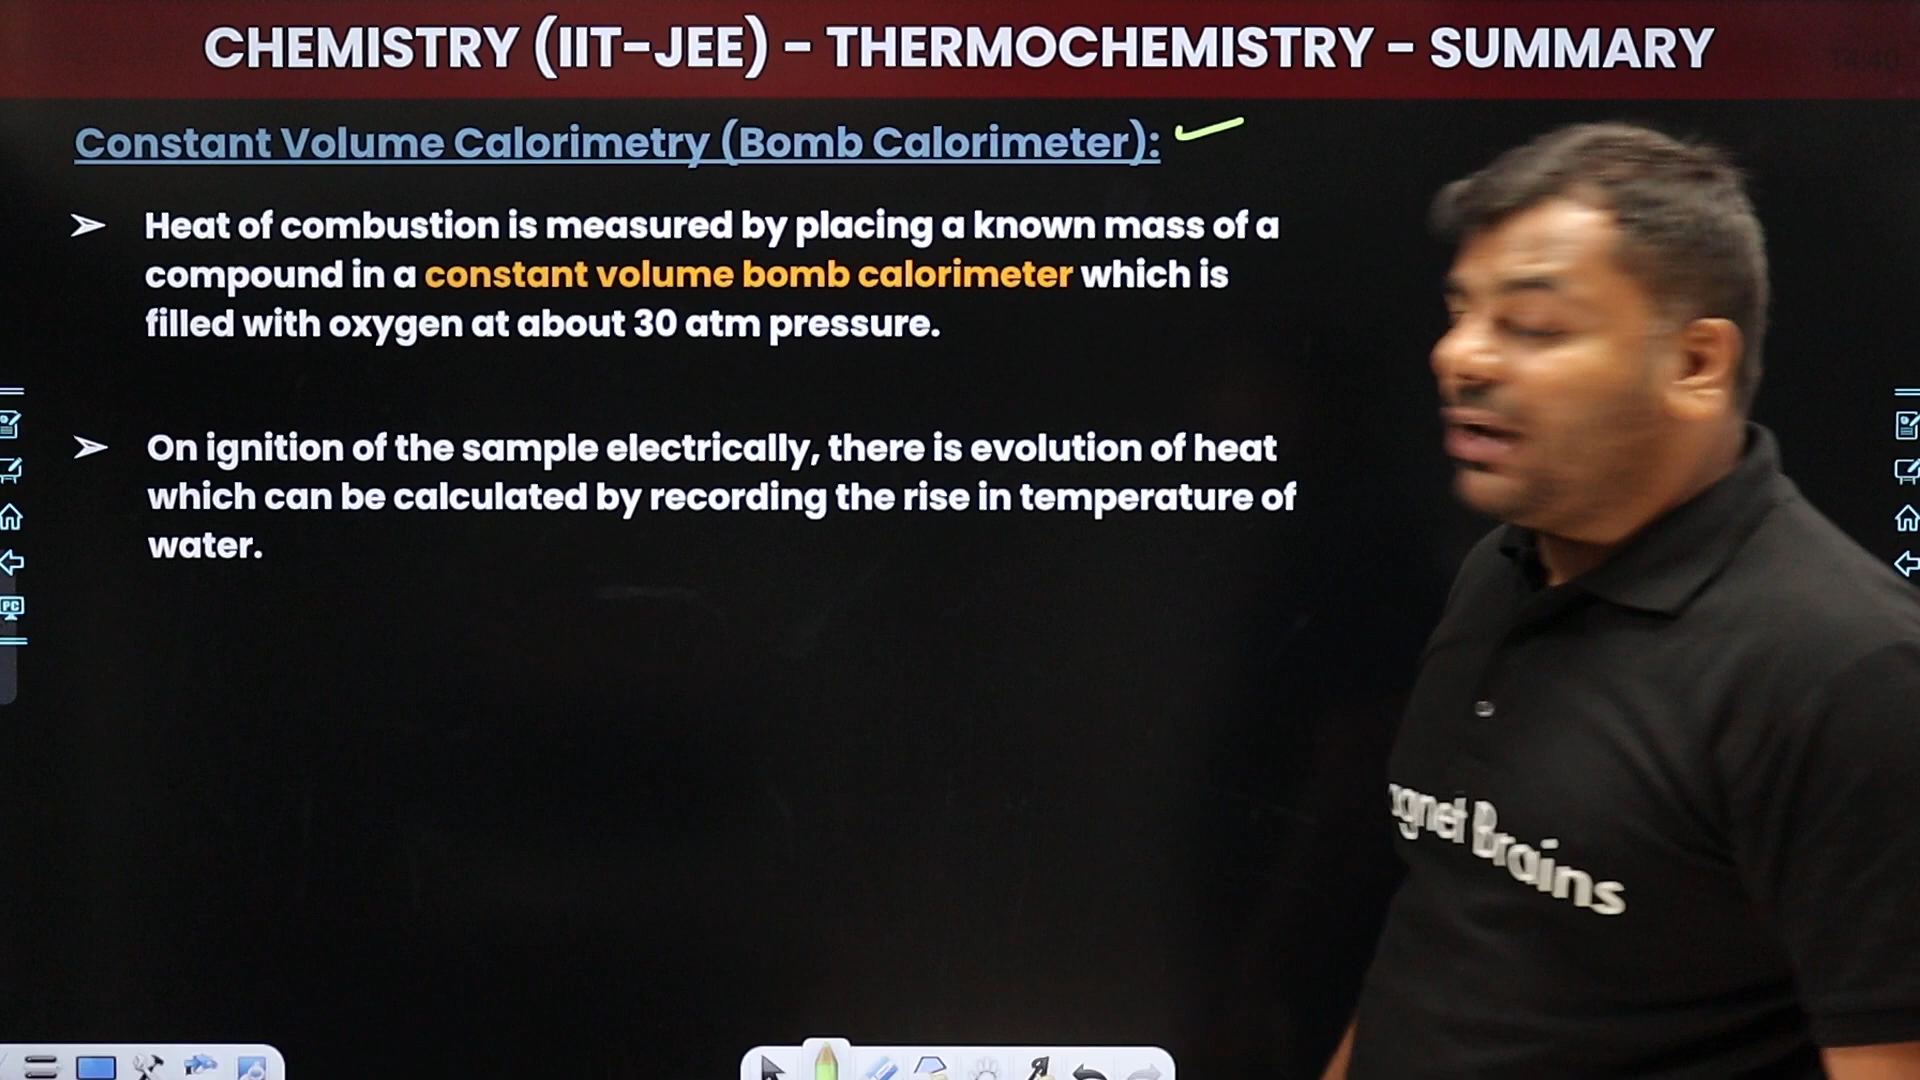 CHEMISTRY (IIT-JEE) - THERMOCHEMISTRY - SUMMARY
Constant Volume Calorimetry (Bomb Calorimeter):
➢ Heat of combustion is measured by placing a known mass of a
compound in a constant volume bomb calorimeter which is
filled with oxygen at about 30 atm pressure.
➢ On ignition of the sample electrically, there is evolution of heat
which can be calculated by recording the rise in temperature of
water.
PC
agnet Brains